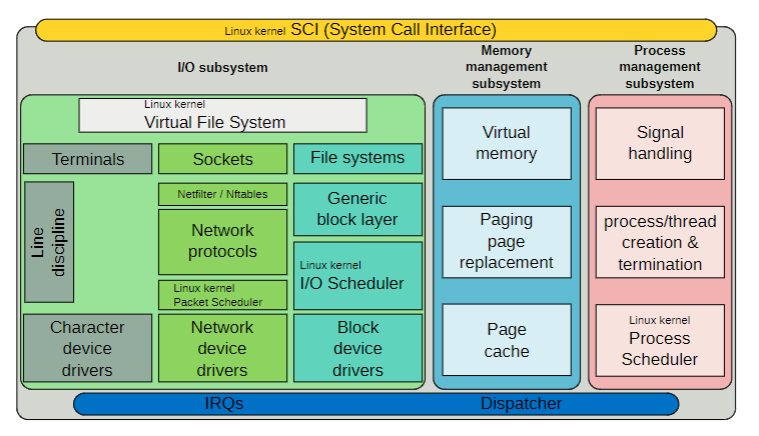 Linux kernel SCI (System Call Interface)
I/O subsystem
Memory
management
subsystem
Process
management
subsystem
Linux kernel
Virtual File System
Terminals
Sockets
File systems
Line
discipline
Netfilter / Nftables
Network
protocols
Linux kernel
Packet Scheduler
Generic
block layer
Linux kernel
I/O Scheduler
Character
device
drivers
Network
device
drivers
Block
device
drivers
Virtual
memory
Paging
page
replacement
Page
cache
Signal
handling
process/thread
creation &
termination
Linux kernel
Process
Scheduler
IRQs
Dispatcher